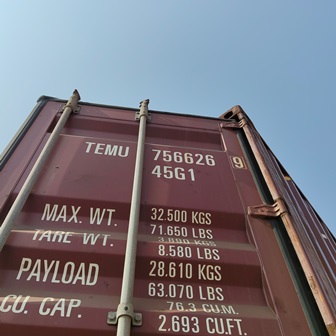 TEMU 756626 9
45G1
MAX. WT. 32.500 KGS
71.650 LBS
TARE WT. 3.890 KGS
8.580 LBS
PAYLOAD 28.610 KGS
63.070 LBS
CU. CAP. 76.3 CU.M.
2.693 CU.FT.